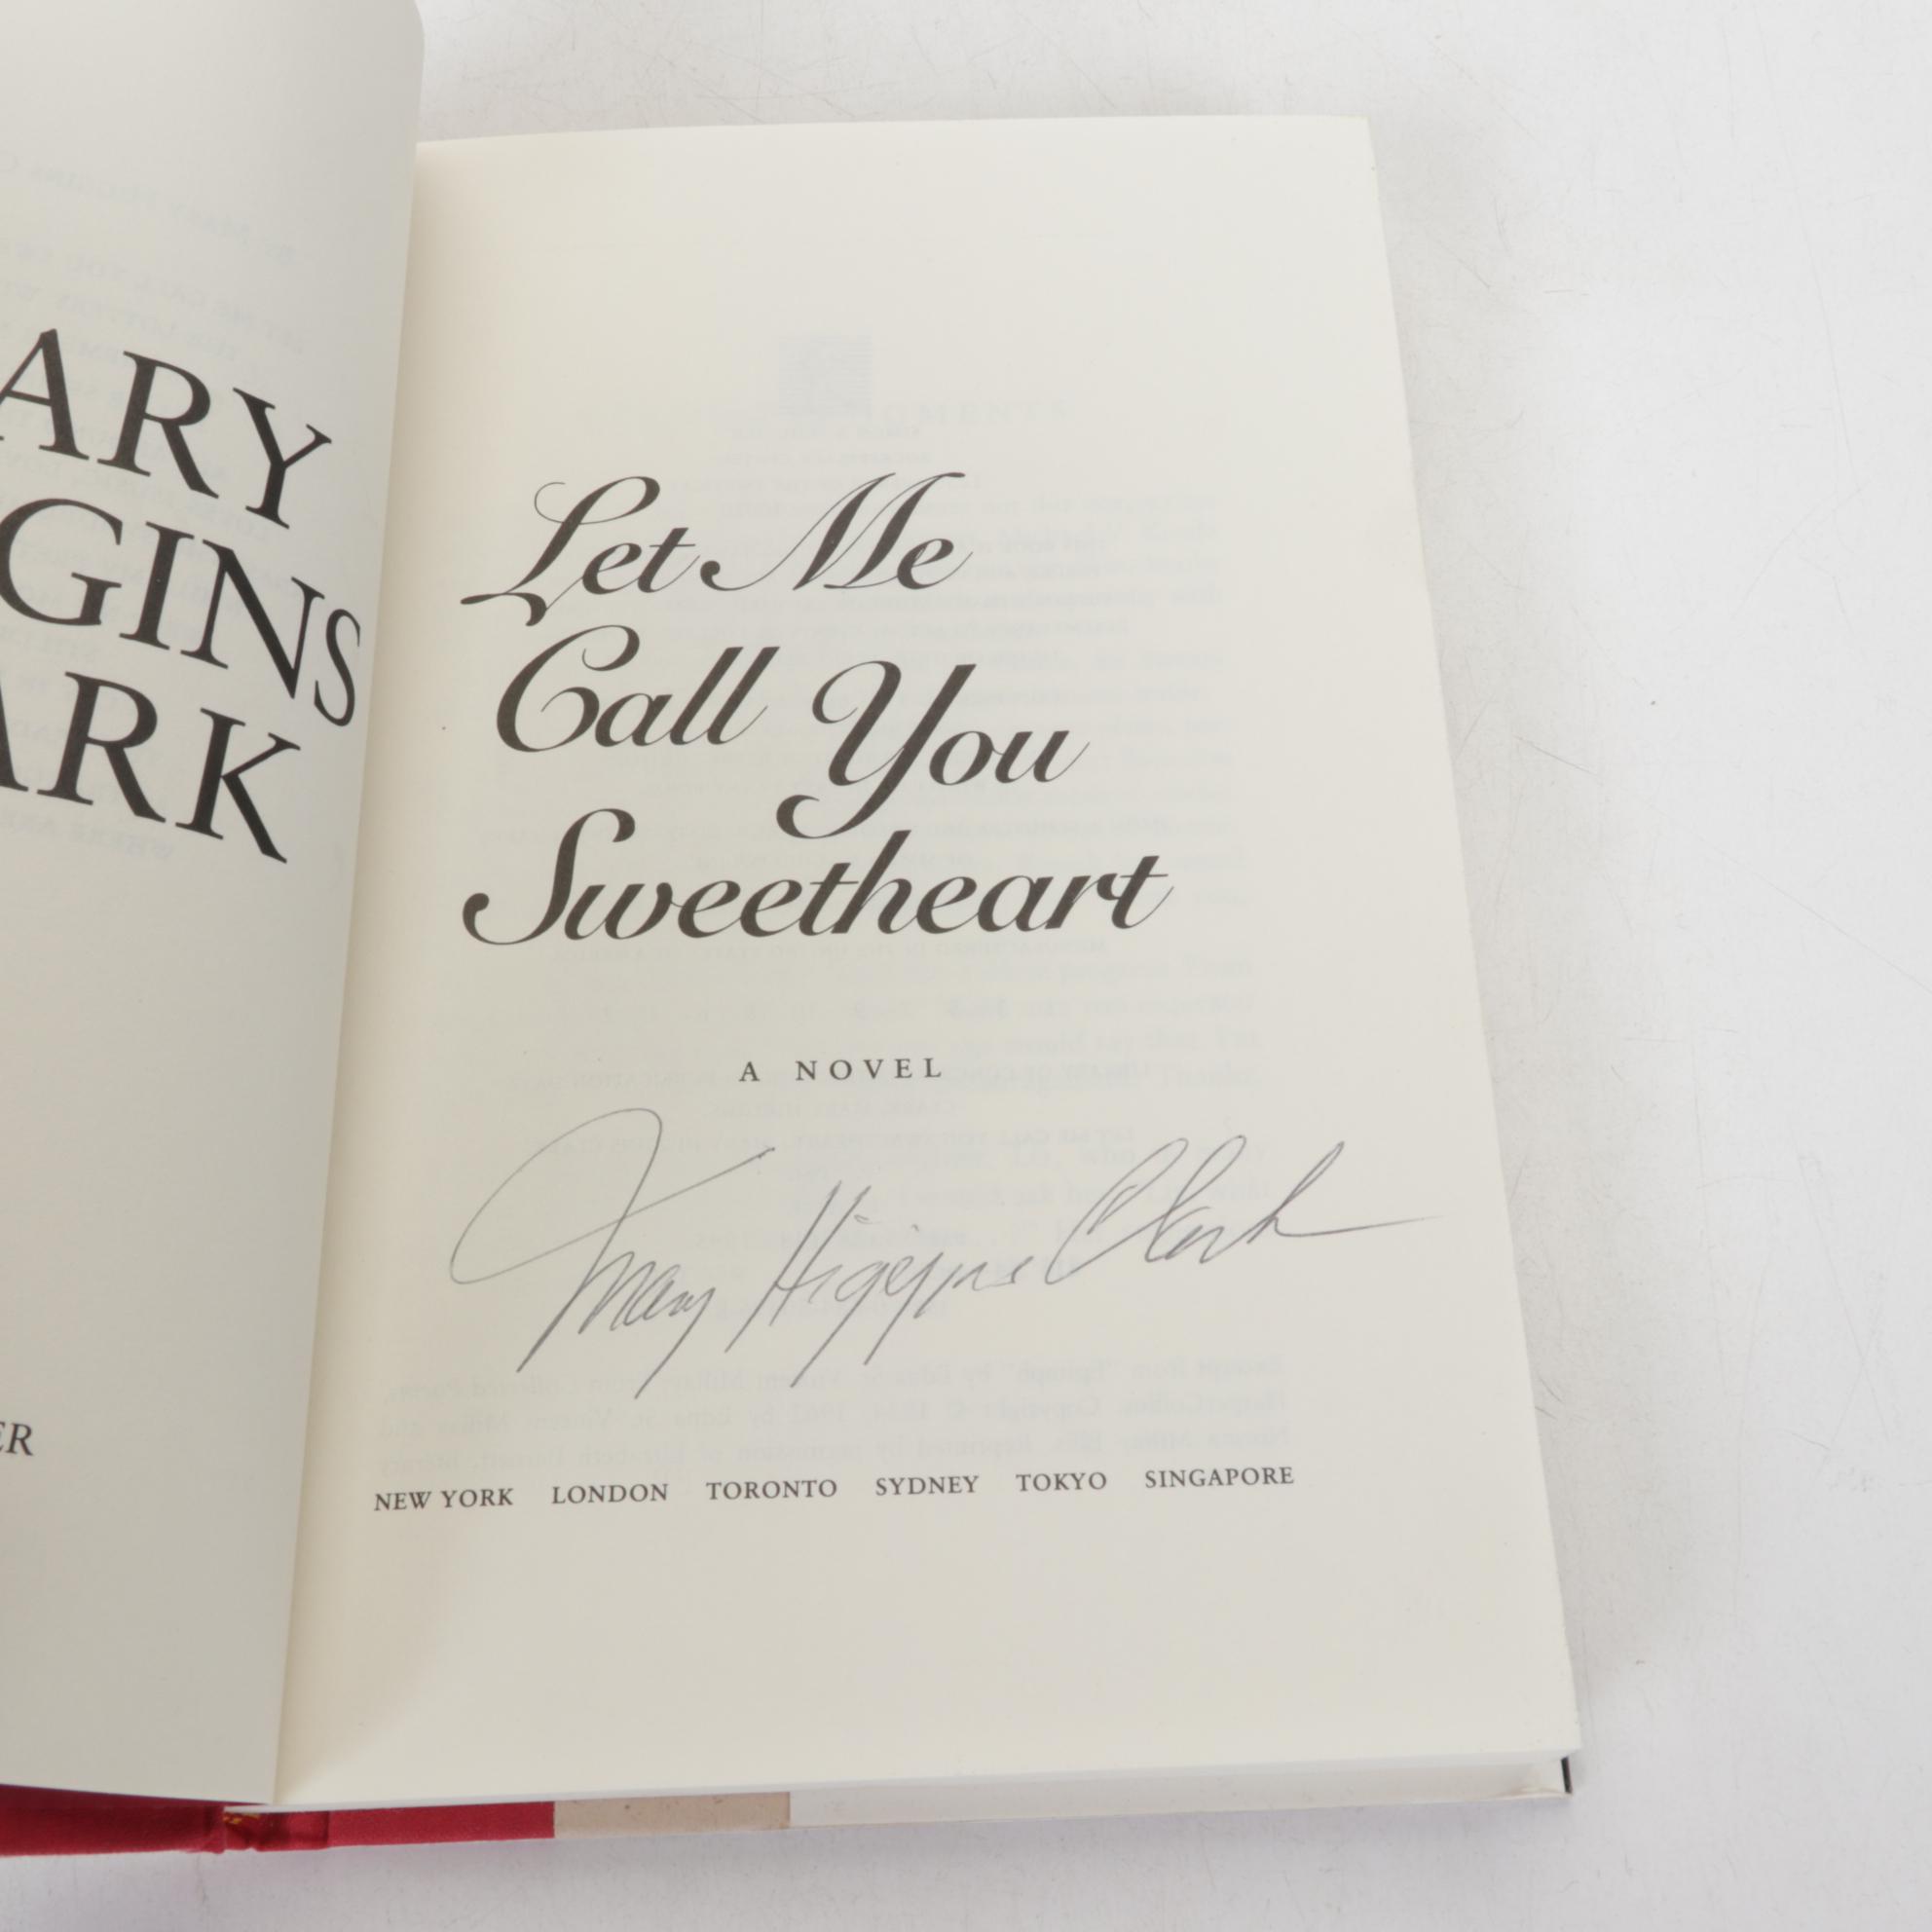 ARY
GGINS
ARK
ER
Let Me
Call You
Sweetheart
A NOVEL
Mary Higgins Clark
NEW YORK LONDON TORONTO SYDNEY TOKYO SINGAPORE